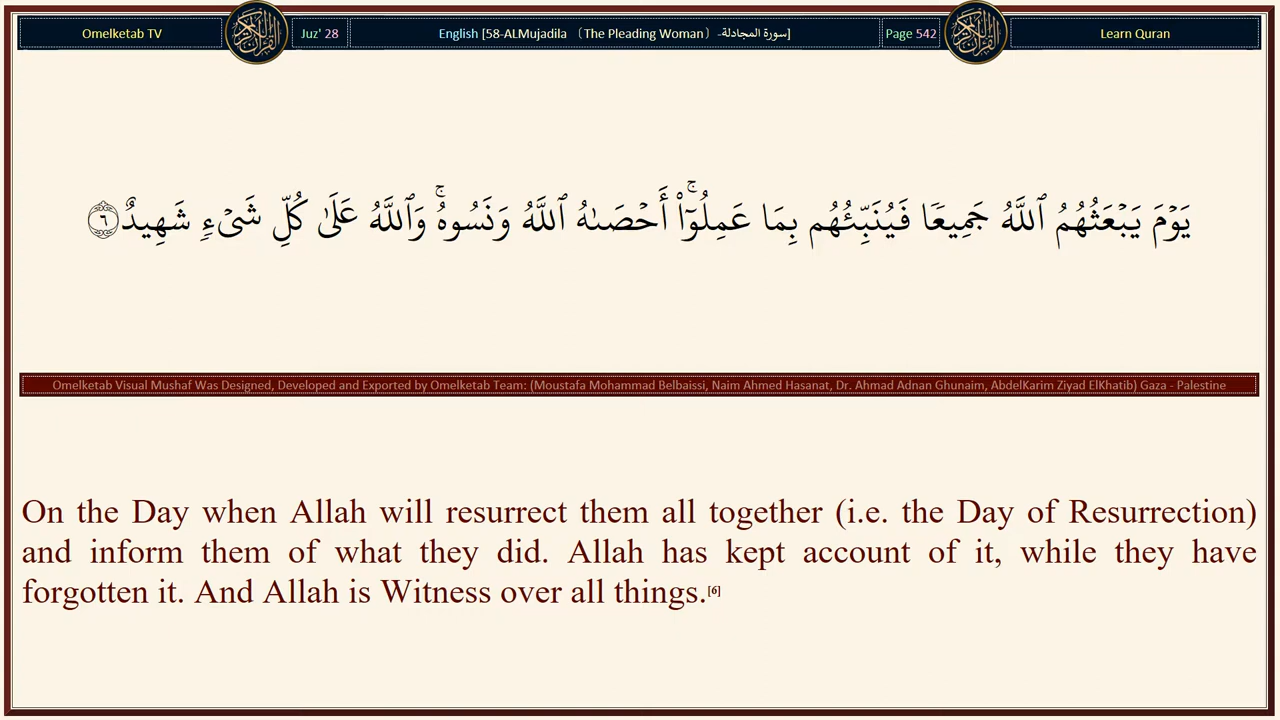 Omelketab TV
Juz' 28
English [58-ALMujadila （The Pleading Woman）-سورة المجادلة]
Page 542
Learn Quran
يَوْمَ يَبْعَثُهُمُ ٱللَّهُ جَمِيعًا فَيُنَبِّئُهُم بِمَا عَمِلُوٓا۟ ۚ أَحْصَىٰهُ ٱللَّهُ وَنَسُوهُ ۚ وَٱللَّهُ عَلَىٰ كُلِّ شَىْءٍ شَهِيدٌ ٦
Omelketab Visual Mushaf Was Designed, Developed and Exported by Omelketab Team: (Moustafa Mohammad Belbaissi, Naim Ahmed Hasanat, Dr. Ahmad Adnan Ghunaim, AbdelKarim Ziyad ElKhatib) Gaza - Palestine
On the Day when Allah will resurrect them all together (i.e. the Day of Resurrection)
and inform them of what they did. Allah has kept account of it, while they have
forgotten it. And Allah is Witness over all things.[6]